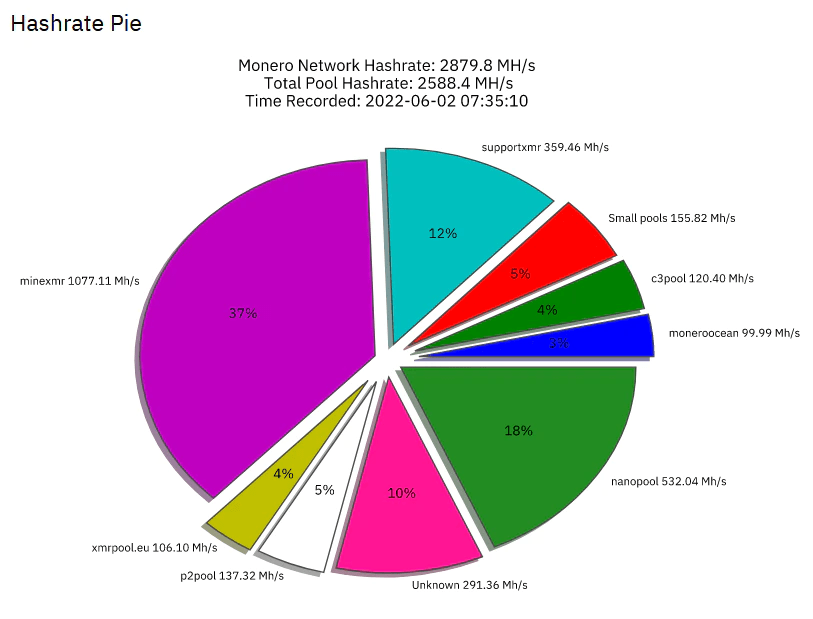 Hashrate Pie
Monero Network Hashrate: 2879.8 MH/s
Total Pool Hashrate: 2588.4 MH/s
Time Recorded: 2022-06-02 07:35:10
supportxmr 359.46 Mh/s
12%
Small pools 155.82 Mh/s
5%
c3pool 120.40 Mh/s
4%
moneroocean 99.99 Mh/s
3%
minexmr 1077.11 Mh/s
37%
18%
nanopool 532.04 Mh/s
4%
5%
10%
xmrpool.eu 106.10 Mh/s
p2pool 137.32 Mh/s
Unknown 291.36 Mh/s